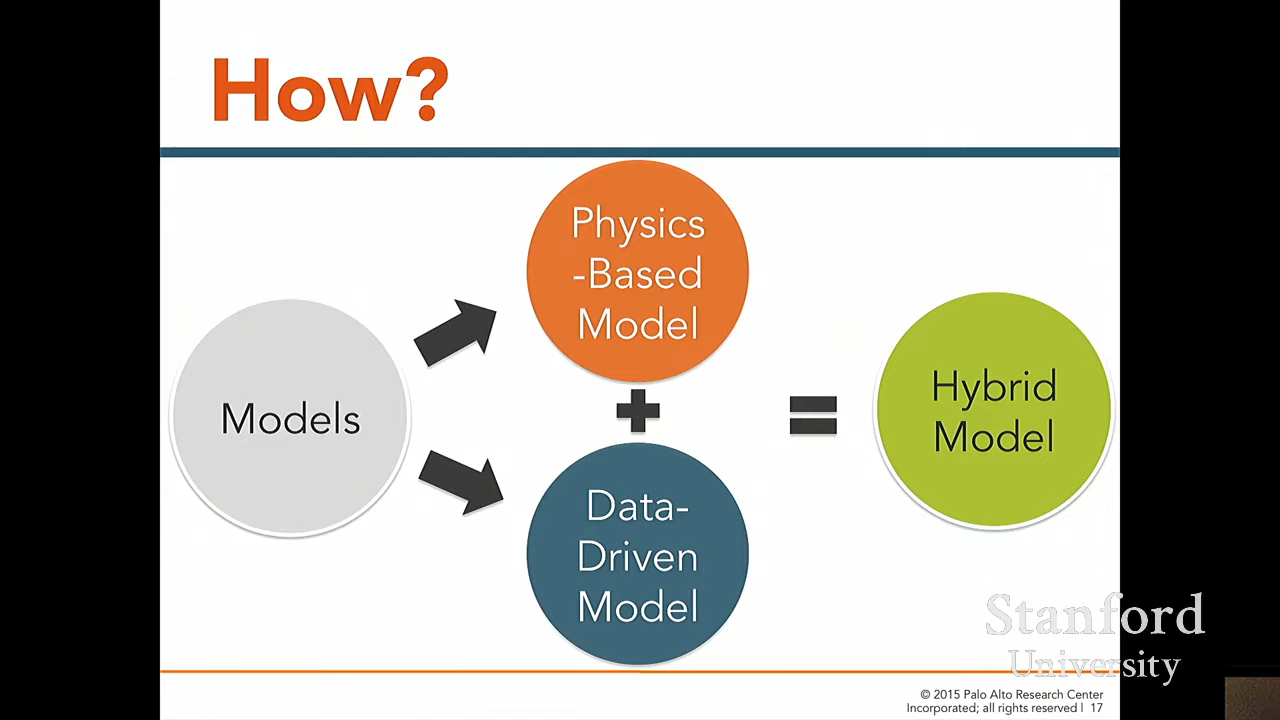 How?
Physics
-Based
Model
Models
Hybrid
Model
Data-
Driven
Model
Stanford
University
© 2015 Palo Alto Research Center
Incorporated; all rights reserved | 17